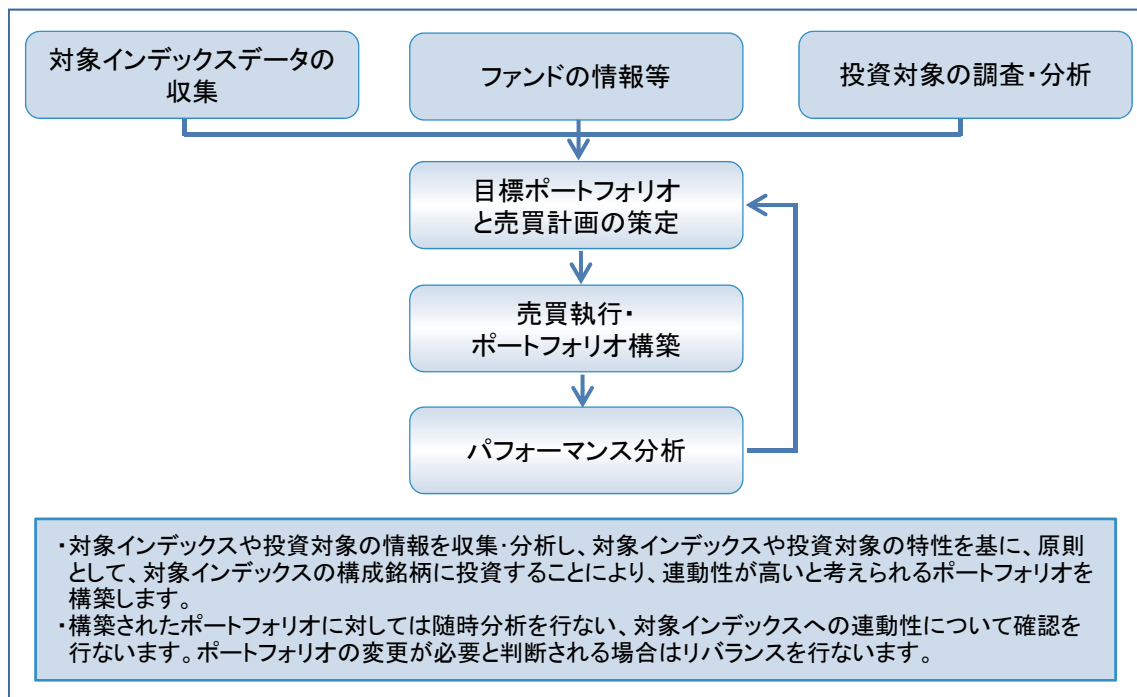 対象インデックスデータの
収集
ファンドの情報等
投資対象の調査・分析
目標ポートフォリオ
と売買計画の策定
売買執行・
ポートフォリオ構築
パフォーマンス分析
・対象インデックスや投資対象の情報を収集・分析し、対象インデックスや投資対象の特性を基に、原則
として、対象インデックスの構成銘柄に投資することにより、連動性が高いと考えられるポートフォリオを
構築します。
・構築されたポートフォリオに対しては随時分析を行ない、対象インデックスへの連動性について確認を
行ないます。ポートフォリオの変更が必要と判断される場合はリバランスを行ないます。